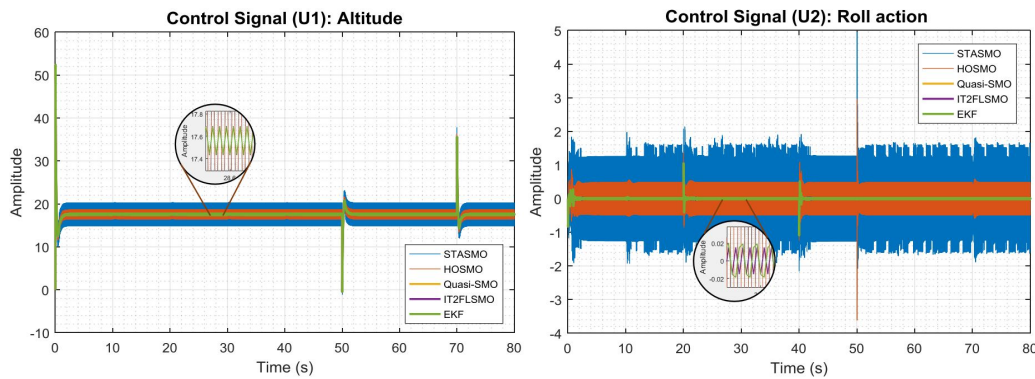 Control Signal (U1): Altitude
60
50
40
30
20
10
0
-10
Amplitude
0 10 20 30 40 50 60 70 80
Time (s)
17.8
17.6
17.4
Amplitude
STASMO
HOSMO
Quasi-SMO
IT2FLSMO
EKF
Control Signal (U2): Roll action
5
4
3
2
1
0
-1
-2
-3
-4
Amplitude
0 10 20 30 40 50 60 70 80
Time (s)
0.02
0
-0.02
Amplitude
STASMO
HOSMO
Quasi-SMO
IT2FLSMO
EKF